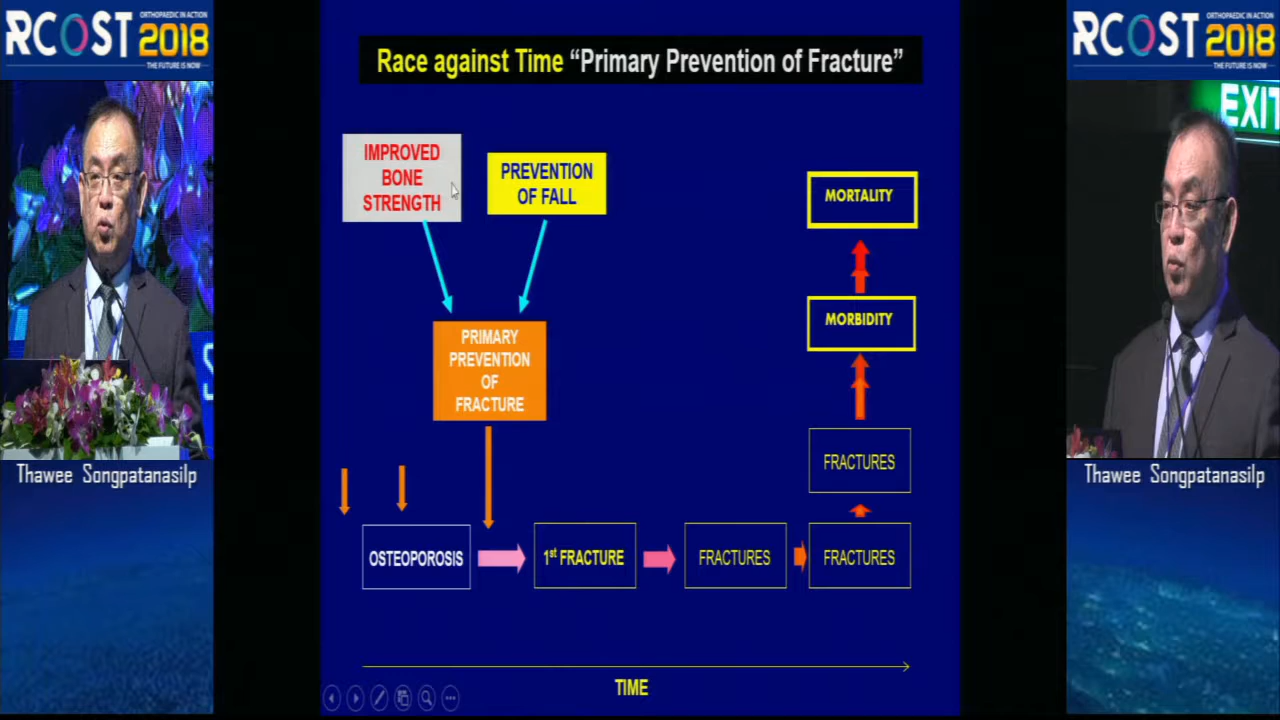 ORTHOPAEDIC IN ACTION
RCOST 2018
THE FUTURE IS NOW
ORTHOPAEDIC IN ACTION
RCOST 2018
THE FUTURE IS NOW
Race against Time “Primary Prevention of Fracture”
EXIT
IMPROVED
BONE
STRENGTH
PREVENTION
OF FALL
MORTALITY
MORBIDITY
PRIMARY
PREVENTION
OF
FRACTURE
Thawee Songpatanasilp
Thawee Songpatanasilp
FRACTURES
OSTEOPOROSIS
1st FRACTURE
FRACTURES
FRACTURES
TIME